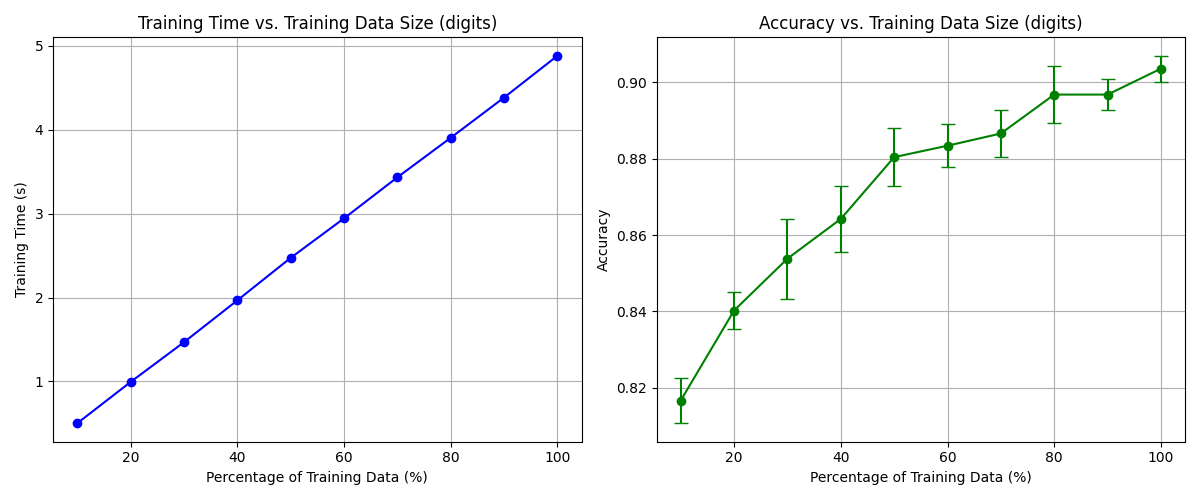 Training Time vs. Training Data Size (digits)
5
4
3
2
1
Training Time (s)
20 40 60 80 100
Percentage of Training Data (%)
Accuracy vs. Training Data Size (digits)
0.90
0.88
0.86
0.84
0.82
Accuracy
20 40 60 80 100
Percentage of Training Data (%)